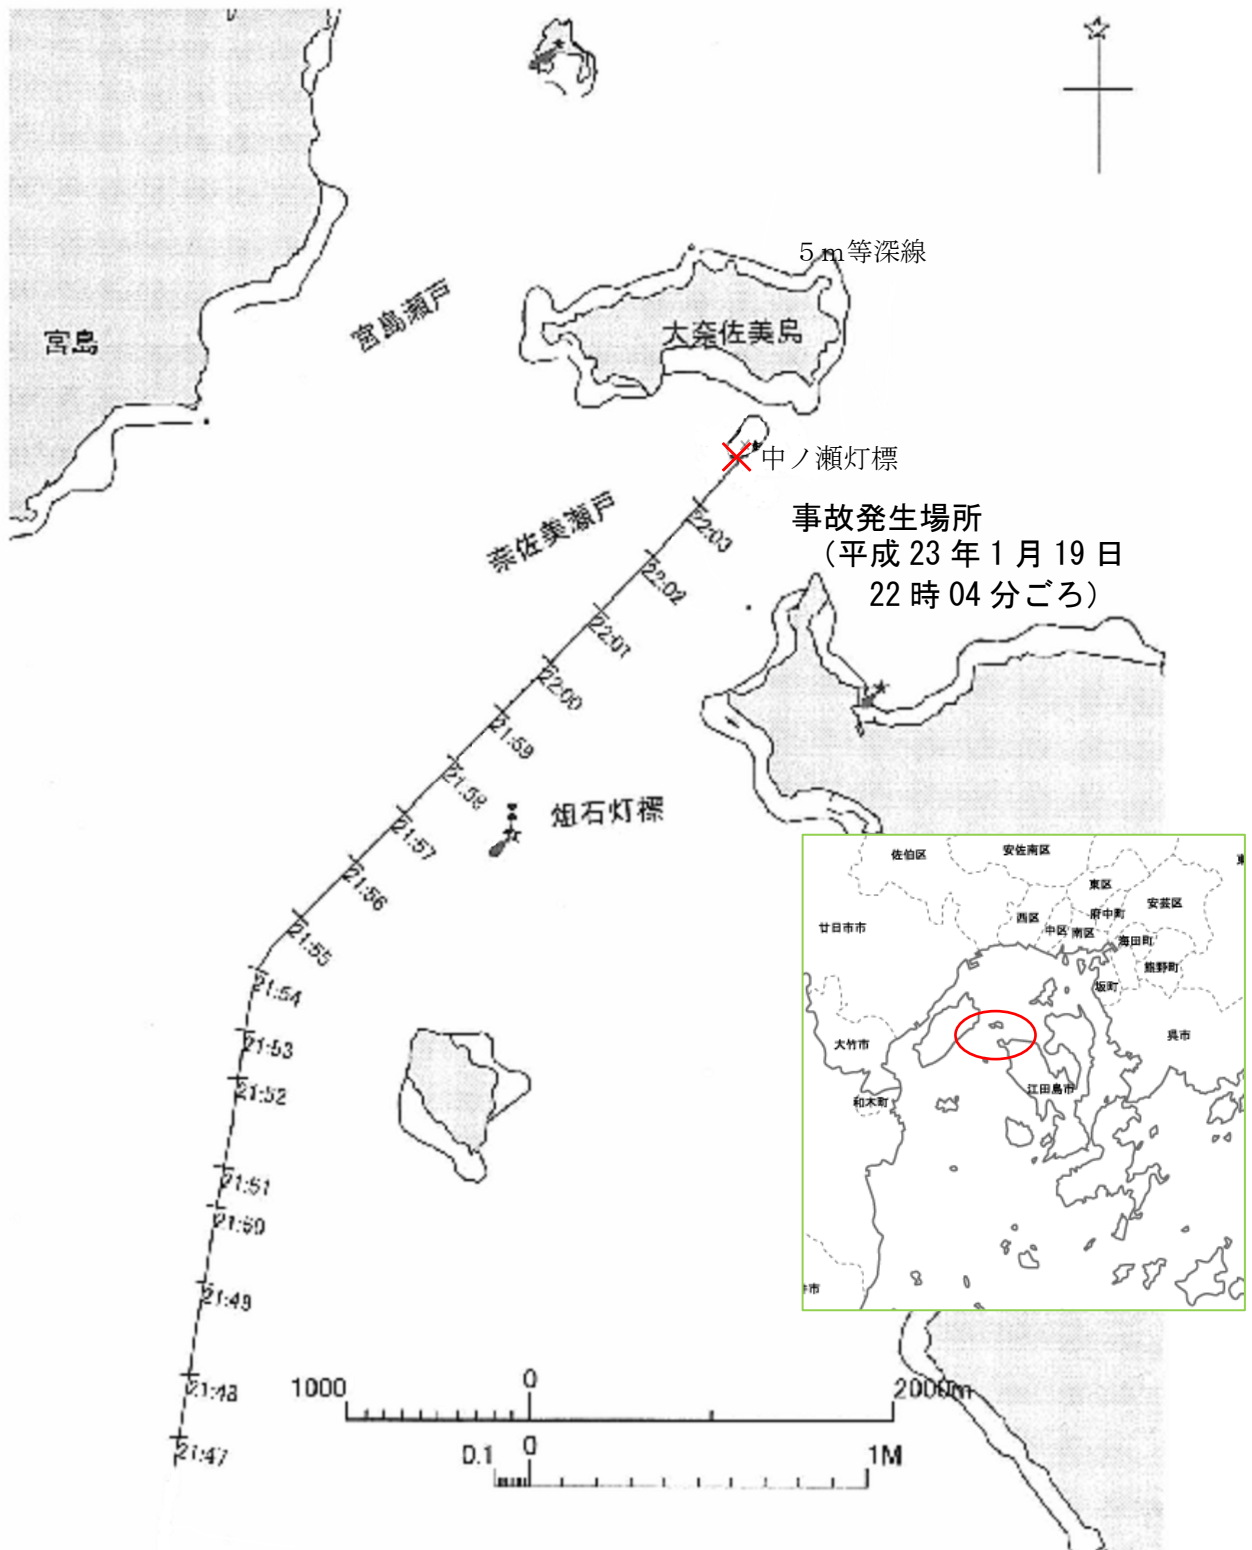 5m等深線
宮島瀬戸
宮島
大奈佐美島
中ノ瀬灯標
奈佐美瀬戸
事故発生場所
(平成23年1月19日
22時04分ごろ)
22:03
22:02
22:01
22:00
21:59
21:58
俎石灯標
21:57
21:56
21:55
21:54
21:53
21:52
21:51
21:50
21:49
21:48
21:47
佐伯区
安佐南区
東区
安芸区
西区
府中町
廿日市市
中区
南区
海田町
熊野町
坂町
大竹市
呉市
江田島市
和木町
市
1000
0
2000m
0.1
0
1M